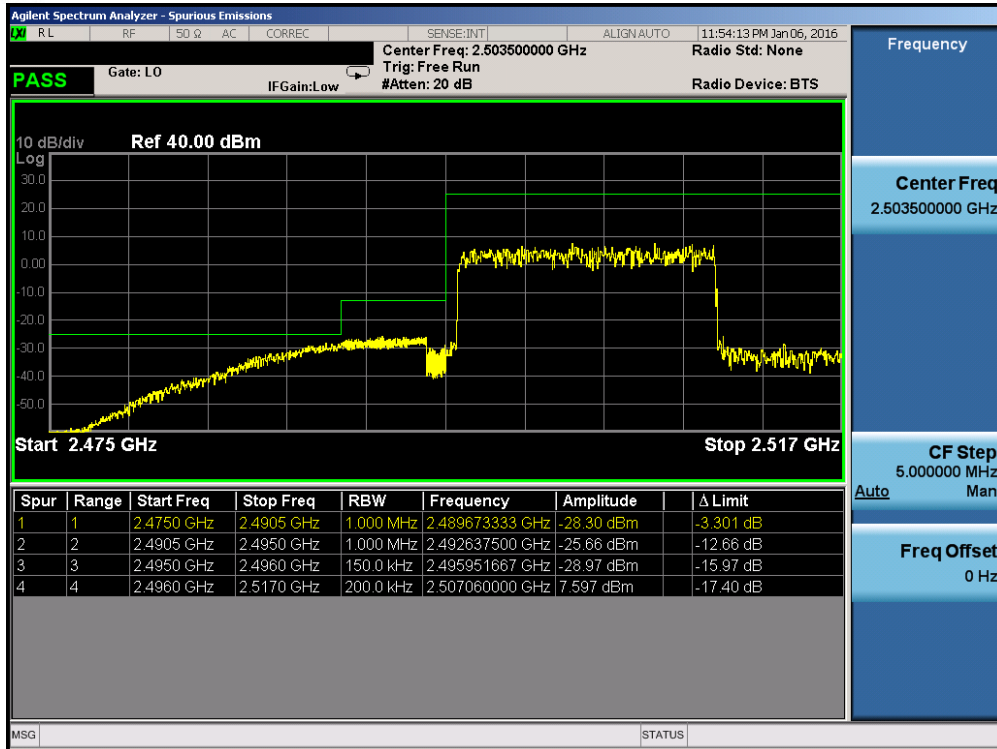 Agilent Spectrum Analyzer - Spurious Emissions
LXI RL RF 50 Ω AC CORREC SENSE:INT ALIGN AUTO 11:54:13 PM Jan 06, 2016
Center Freq: 2.503500000 GHz Radio Std: None
Trig: Free Run
PASS Gate: LO IFGain:Low #Atten: 20 dB Radio Device: BTS
Frequency
10 dB/div Ref 40.00 dBm
Log
30.0
20.0
10.0
0.00
-10.0
-20.0
-30.0
-40.0
-50.0
Start 2.475 GHz Stop 2.517 GHz
Spur Range Start Freq Stop Freq RBW Frequency Amplitude Δ Limit
1 1 2.4750 GHz 2.4905 GHz 1.000 MHz 2.489673333 GHz -28.30 dBm -3.301 dB
2 2 2.4905 GHz 2.4950 GHz 1.000 MHz 2.492637500 GHz -25.66 dBm -12.66 dB
3 3 2.4950 GHz 2.4960 GHz 150.0 kHz 2.495951667 GHz -28.97 dBm -15.97 dB
4 4 2.4960 GHz 2.5170 GHz 200.0 kHz 2.507060000 GHz 7.597 dBm -17.40 dB
Center Freq
2.503500000 GHz
CF Step
5.000000 MHz
Auto Man
Freq Offset
0 Hz
MSG STATUS